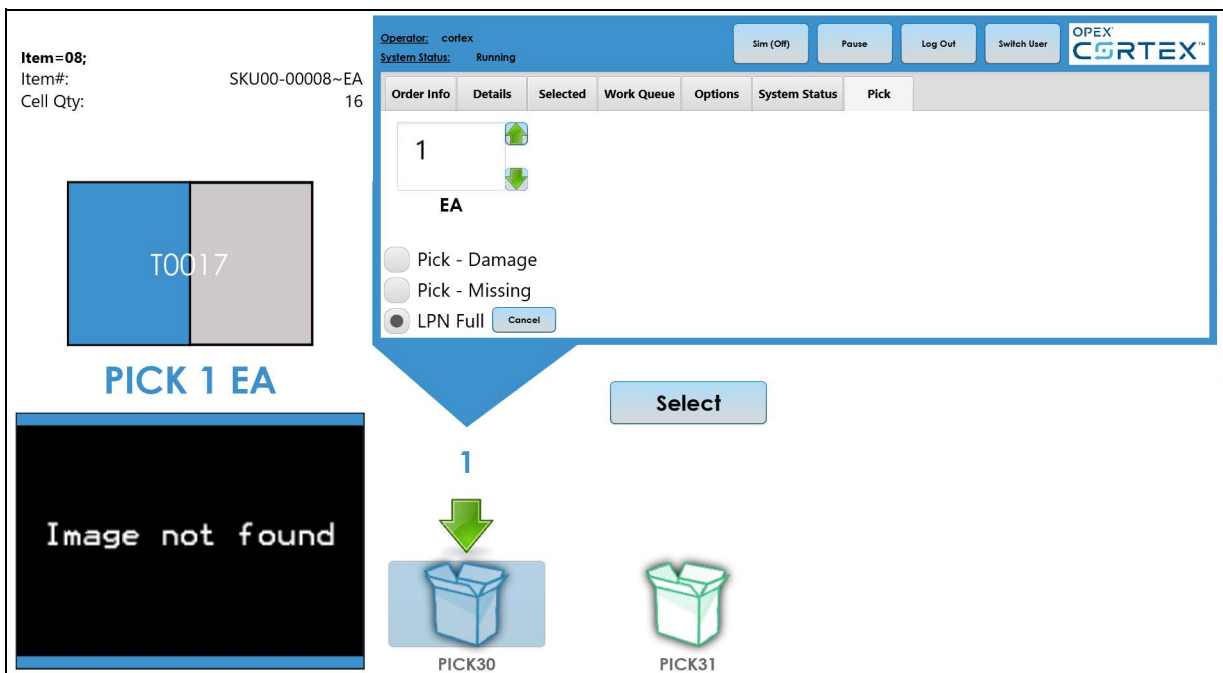 Item=08;
Item#: SKU00-00008~EA
Cell Qty: 16
T0017
PICK 1 EA
Image not found
Operator: cortex
System Status: Running
Sim (Off)
Pause
Log Out
Switch User
OPEX
CORTEX™
Order Info
Details
Selected
Work Queue
Options
System Status
Pick
1
EA
Pick - Damage
Pick - Missing
LPN Full
Cancel
Select
1
PICK30
PICK31